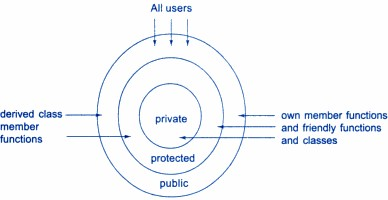 All users
derived class
member
functions
private
protected
public
own member functions
and friendly functions
and classes